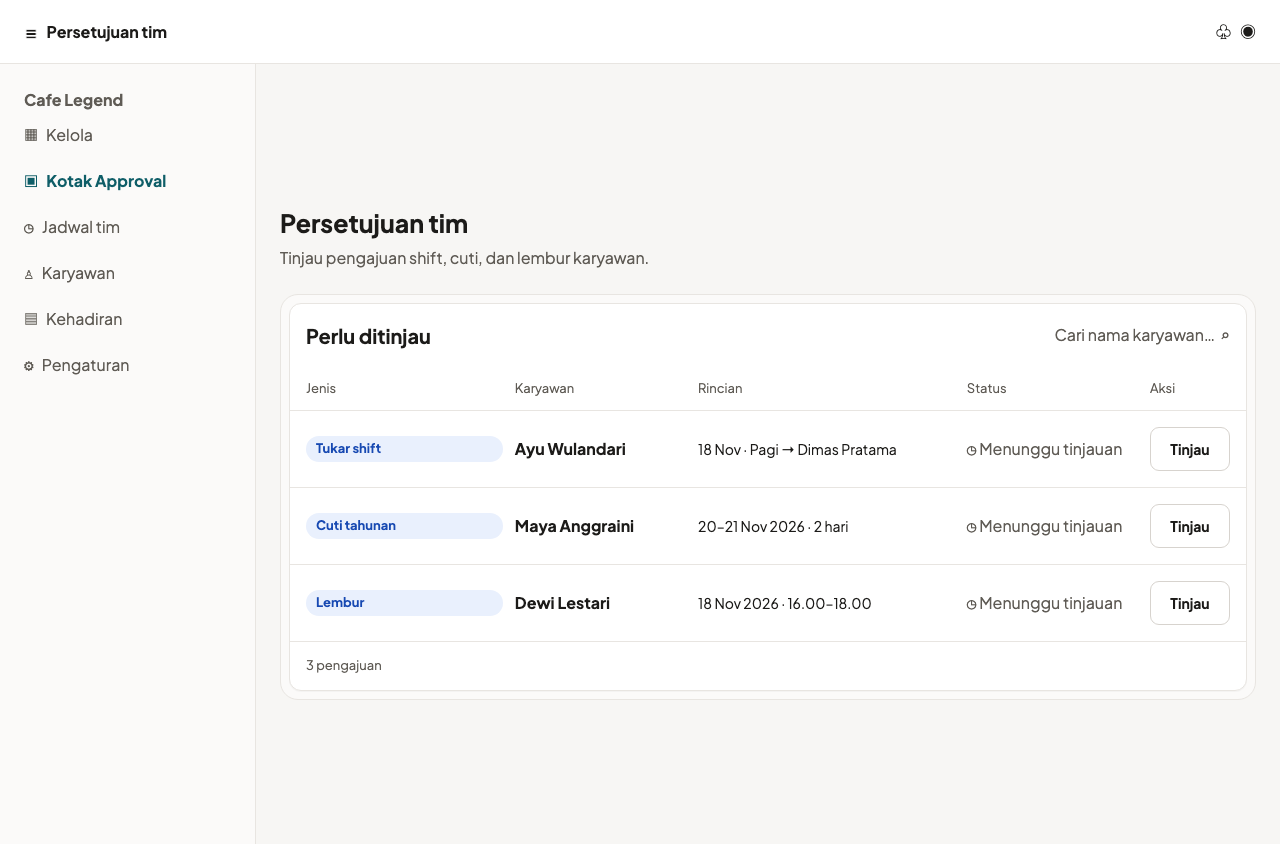 Persetujuan tim
Cafe Legend
Kelola
Kotak Approval
Jadwal tim
Karyawan
Kehadiran
Pengaturan
Persetujuan tim
Tinjau pengajuan shift, cuti, dan lembur karyawan.
Perlu ditinjau
Cari nama karyawan...
Jenis Karyawan Rincian Status Aksi
Tukar shift Ayu Wulandari 18 Nov · Pagi → Dimas Pratama Menunggu tinjauan Tinjau
Cuti tahunan Maya Anggraini 20–21 Nov 2026 · 2 hari Menunggu tinjauan Tinjau
Lembur Dewi Lestari 18 Nov 2026 · 16.00–18.00 Menunggu tinjauan Tinjau
3 pengajuan